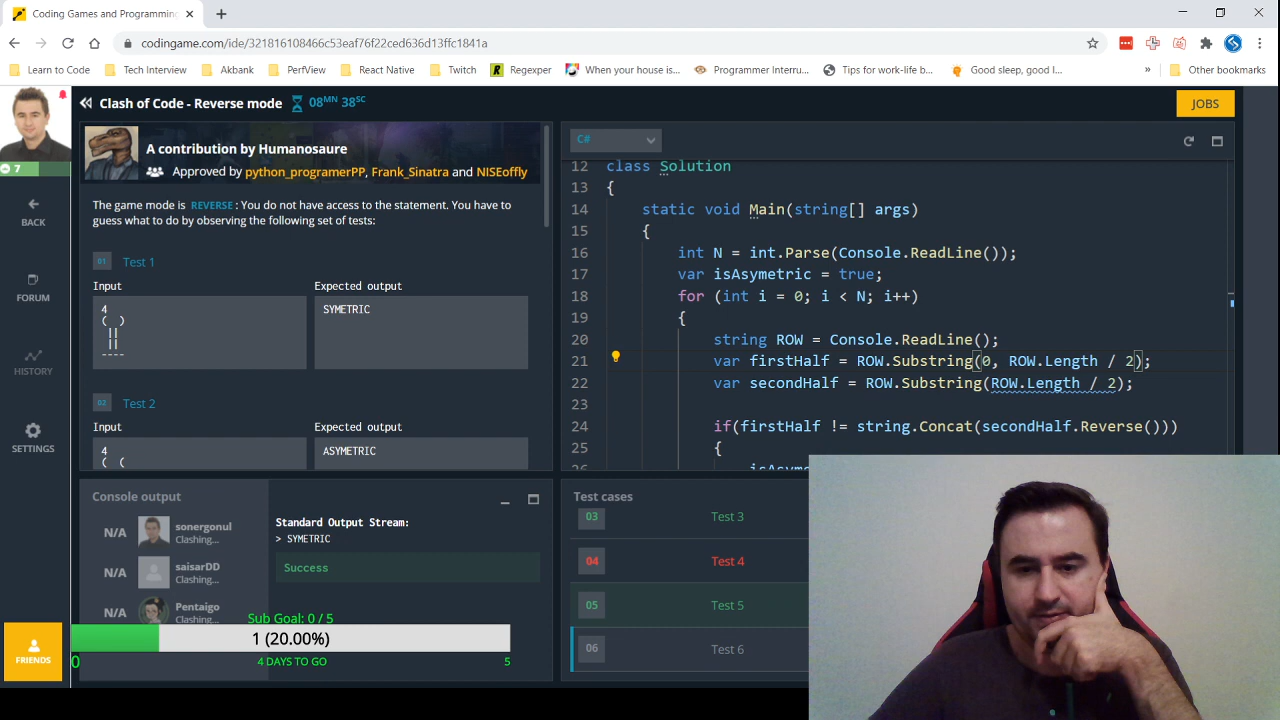 Coding Games and Programming
codingame.com/ide/321816108466c53eaf76f22ced636d13ffc1841a
Learn to Code
Tech Interview
Akbank
PerfView
React Native
Twitch
Regexper
When your house is...
Programmer Interru...
Tips for work-life b...
Good sleep, good l...
»
Other bookmarks
Clash of Code - Reverse mode
08MN 38SC
JOBS
7
BACK
FORUM
HISTORY
SETTINGS
FRIENDS
A contribution by Humanosaure
Approved by python_programerPP, Frank_Sinatra and NISEoffly
The game mode is REVERSE : You do not have access to the statement. You have to
guess what to do by observing the following set of tests:
01 Test 1
Input
Expected output
4
(  )
||
||
----
SYMETRIC
02 Test 2
Input
Expected output
4
(  (
ASYMETRIC
C#
12 class Solution
13 {
14 static void Main(string[] args)
15 {
16 int N = int.Parse(Console.ReadLine());
17 var isAsymetric = true;
18 for (int i = 0; i < N; i++)
19 {
20 string ROW = Console.ReadLine();
21 var firstHalf = ROW.Substring(0, ROW.Length / 2);
22 var secondHalf = ROW.Substring(ROW.Length / 2);
23
24 if(firstHalf != string.Concat(secondHalf.Reverse()))
25 {
Console output
N/A sonergonul
Clashing...
N/A saisarDD
Clashing...
N/A Pentaigo
Clashing...
Standard Output Stream:
> SYMETRIC
Success
Sub Goal: 0 / 5
1 (20.00%)
0
4 DAYS TO GO
5
Test cases
03 Test 3
04 Test 4
05 Test 5
06 Test 6